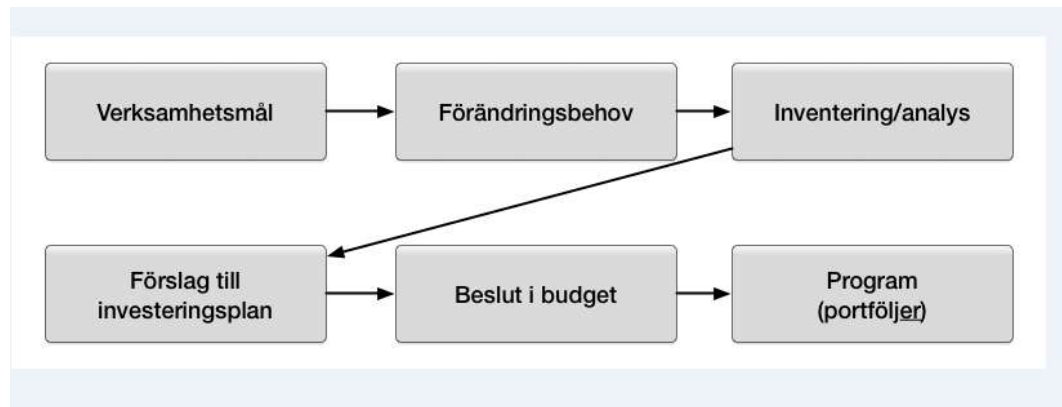 Verksamhetsmål
Förändringsbehov
Inventering/analys
Förslag till
investeringsplan
Beslut i budget
Program
(portföljer)